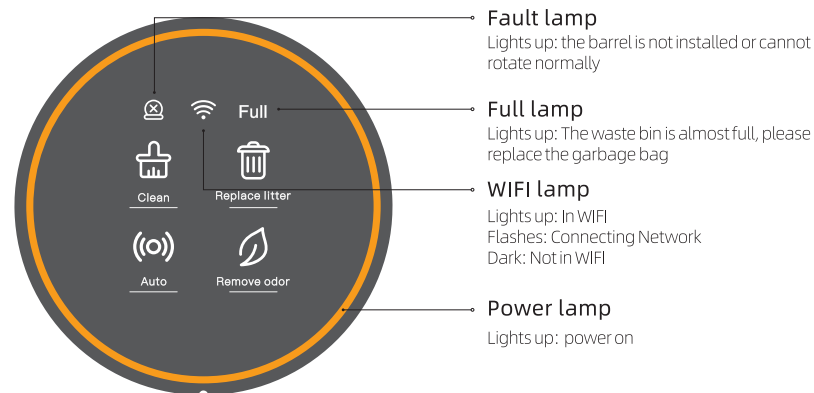 Fault lamp
Lights up: the barrel is not installed or cannot
rotate normally
Full
Full lamp
Lights up: The waste bin is almost full, please
replace the garbage bag
Clean
Replace litter
WIFI lamp
Lights up: In WIFI
Flashes: Connecting Network
Dark: Not in WIFI
Auto
Remove odor
Power lamp
Lights up: power on